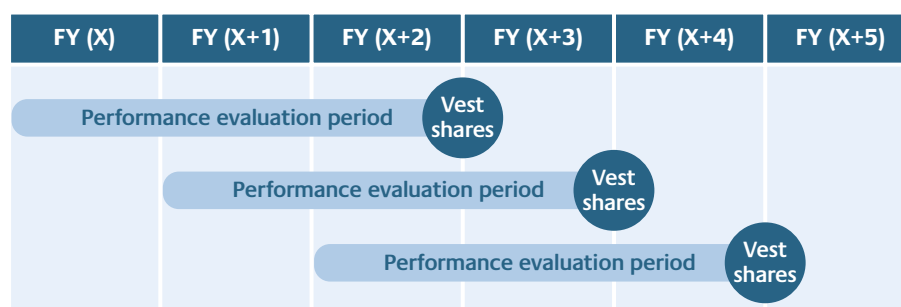 FY (X) FY (X+1) FY (X+2) FY (X+3) FY (X+4) FY (X+5)
Performance evaluation period
Vest
shares
Performance evaluation period
Vest
shares
Performance evaluation period
Vest
shares